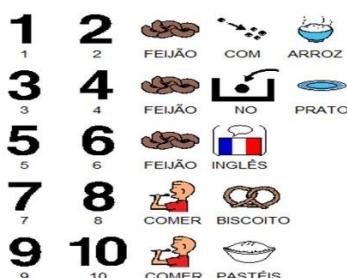 1 2
1 2 FEIJÃO COM ARROZ
3 4
3 4 FEIJÃO NO PRATO
5 6
5 6 FEIJÃO INGLÊS
7 8
7 8 COMER BISCOITO
9 10
9 10 COMER PASTÉIS